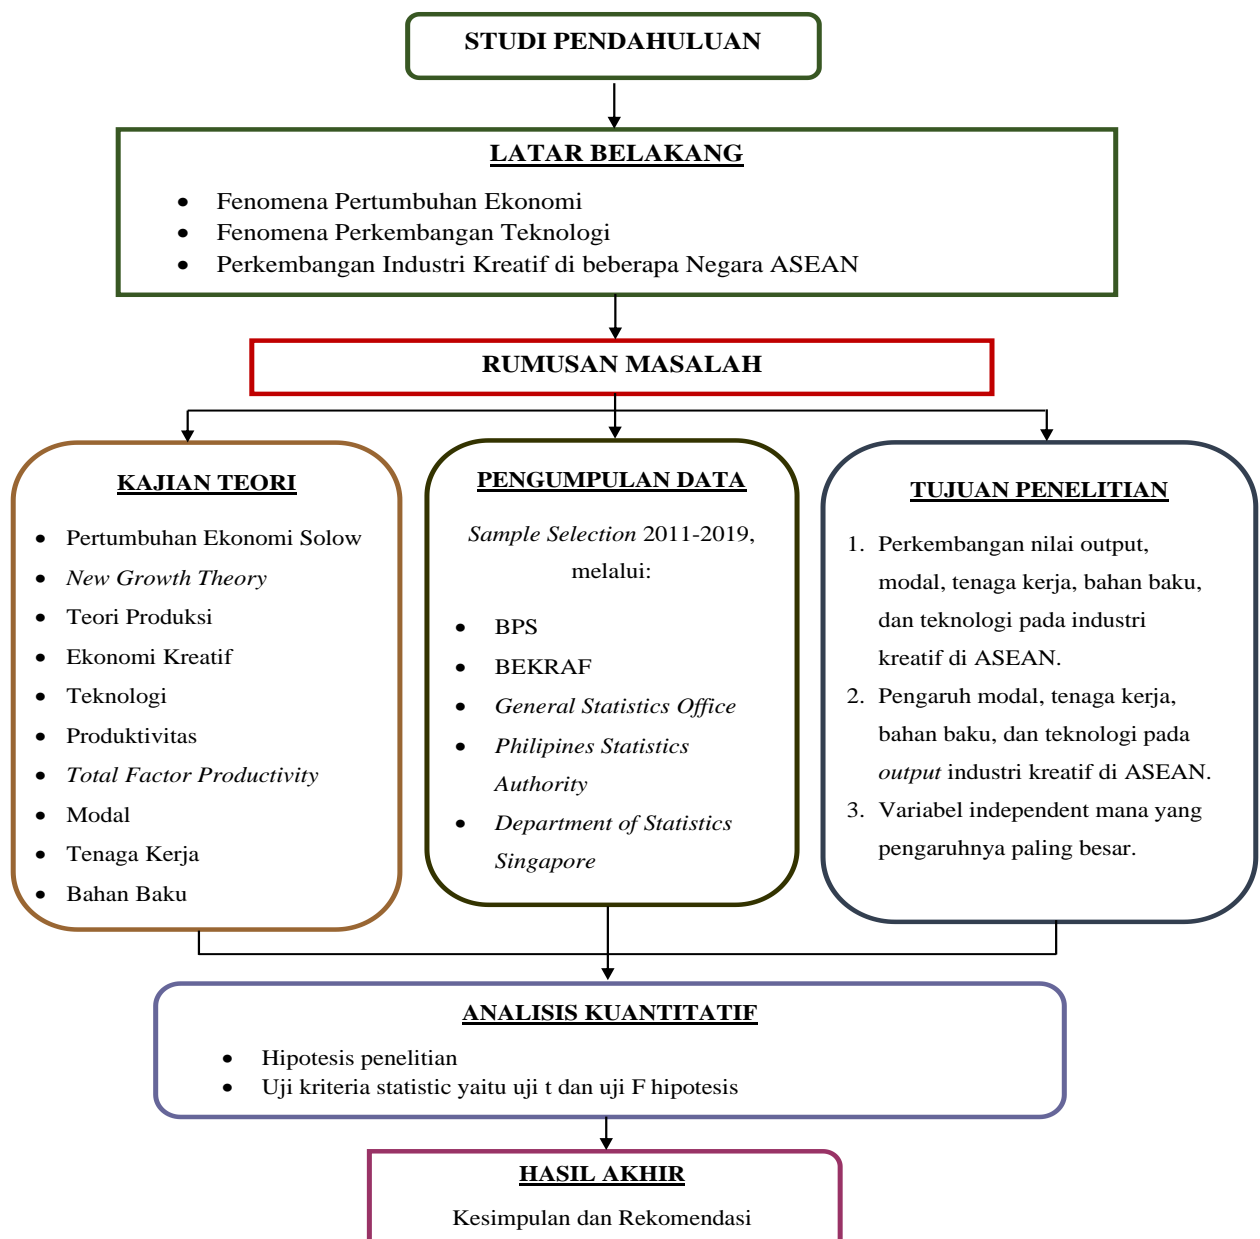 STUDI PENDAHULUAN
LATAR BELAKANG
• Fenomena Pertumbuhan Ekonomi
• Fenomena Perkembangan Teknologi
• Perkembangan Industri Kreatif di beberapa Negara ASEAN
RUMUSAN MASALAH
KAJIAN TEORI
• Pertumbuhan Ekonomi Solow
• New Growth Theory
• Teori Produksi
• Ekonomi Kreatif
• Teknologi
• Produktivitas
• Total Factor Productivity
• Modal
• Tenaga Kerja
• Bahan Baku
PENGUMPULAN DATA
Sample Selection 2011-2019,
melalui:
• BPS
• BEKRAF
• General Statistics Office
• Philipines Statistics
Authority
• Department of Statistics
Singapore
TUJUAN PENELITIAN
1. Perkembangan nilai output,
modal, tenaga kerja, bahan baku,
dan teknologi pada industri
kreatif di ASEAN.
2. Pengaruh modal, tenaga kerja,
bahan baku, dan teknologi pada
output industri kreatif di ASEAN.
3. Variabel independent mana yang
pengaruhnya paling besar.
ANALISIS KUANTITATIF
• Hipotesis penelitian
• Uji kriteria statistic yaitu uji t dan uji F hipotesis
HASIL AKHIR
Kesimpulan dan Rekomendasi